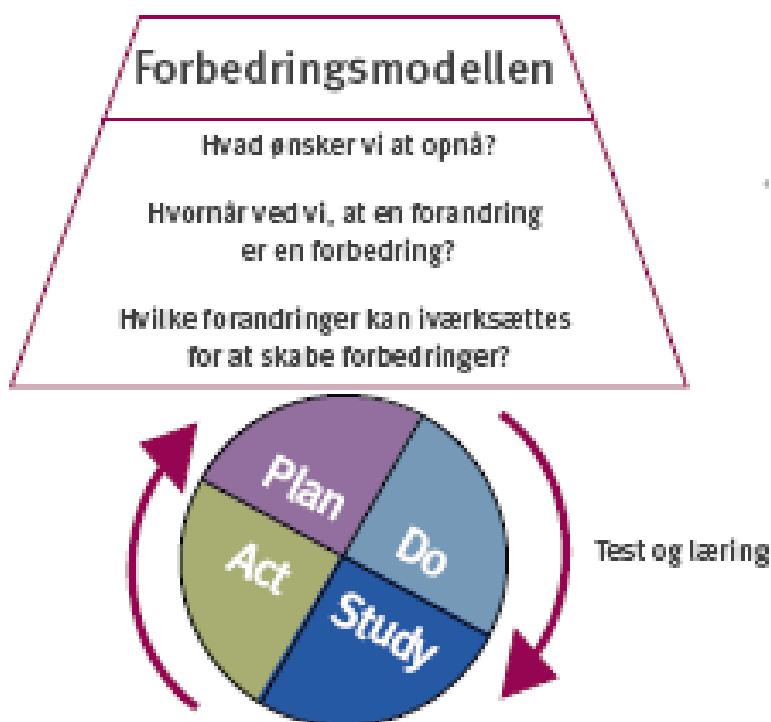 Forbedringsmodellen
Hvad ønsker vi at opnå?
Hvornår ved vi, at en forandring
er en forbedring?
Hvilke forandringer kan iværksættes
for at skabe forbedringer?
Plan
Do
Act
Study
Test og læring